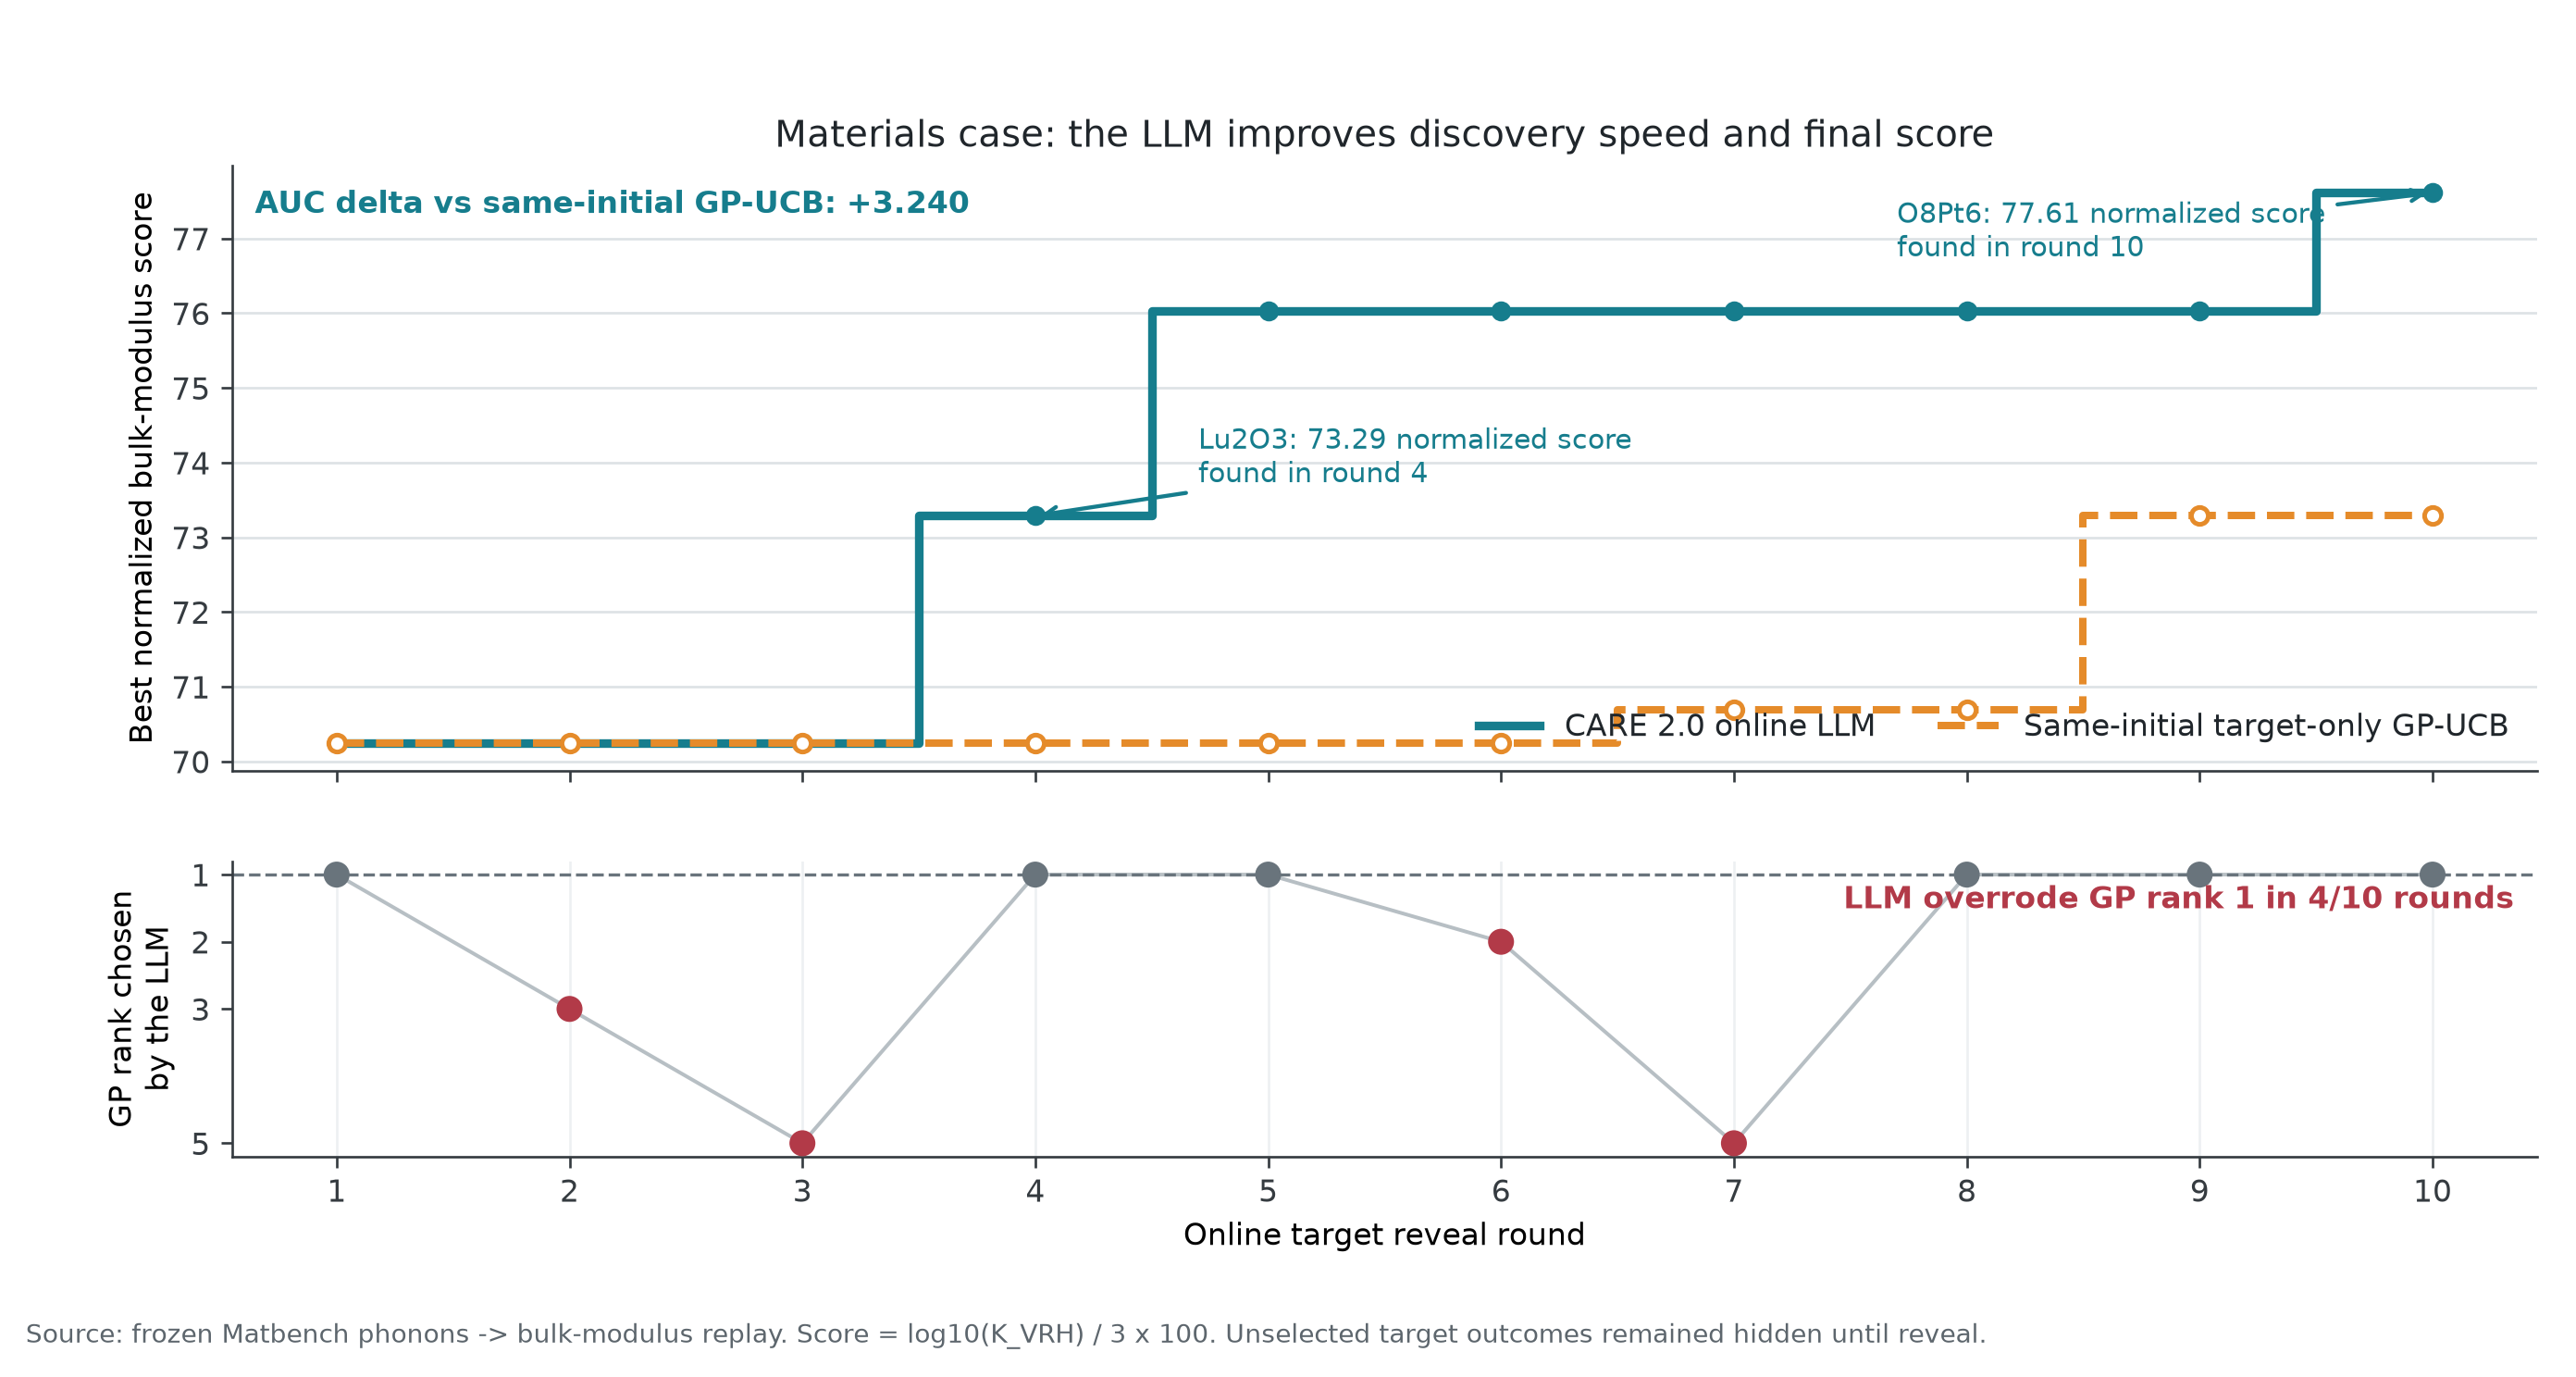 Materials case: the LLM improves discovery speed and final score
AUC delta vs same-initial GP-UCB: +3.240
O8Pt6: 77.61 normalized score
found in round 10
Lu2O3: 73.29 normalized score
found in round 4
Best normalized bulk-modulus score
77
76
75
74
73
72
71
70
CARE 2.0 online LLM
Same-initial target-only GP-UCB
GP rank chosen
by the LLM
1
2
3
5
LLM overrode GP rank 1 in 4/10 rounds
1 2 3 4 5 6 7 8 9 10
Online target reveal round
Source: frozen Matbench phonons -> bulk-modulus replay. Score = log10(K_VRH) / 3 x 100. Unselected target outcomes remained hidden until reveal.